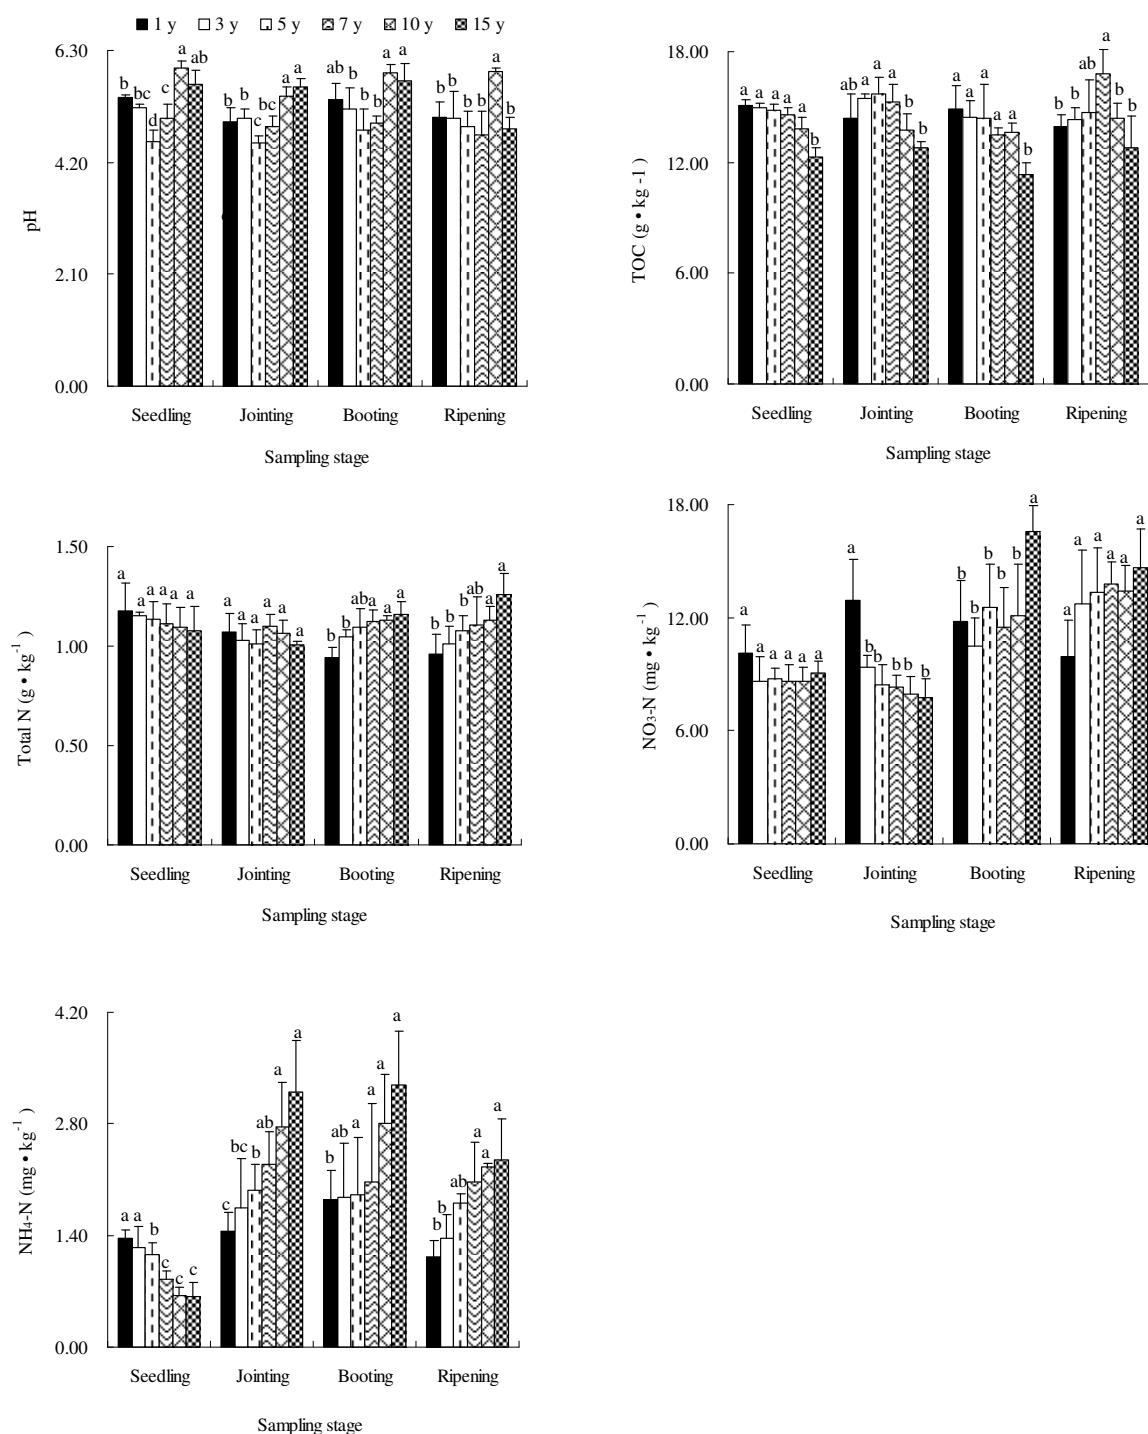 1 y 3 y 5 y 7 y 10 y 15 y
6.30
4.20
2.10
0.00
pH
b bc d c a ab
b b c bc a a
ab b b b a a
b b b b a b
Seedling Jointing Booting Ripening
Sampling stage
18.00
12.00
6.00
0.00
TOC (g • kg -1)
a a a a a b
ab a a a b b
a a a a a b
b b ab a b b
Seedling Jointing Booting Ripening
Sampling stage
1.50
1.00
0.50
0.00
Total N (g • kg-1)
a a a a a a
a a a a a a
b b ab a a a
b b b ab a a
Seedling Jointing Booting Ripening
Sampling stage
18.00
12.00
6.00
0.00
NO3-N (mg • kg-1)
a a a a a a
a b b b b b
b b b b b a
a a a a a a
Seedling Jointing Booting Ripening
Sampling stage
4.20
2.80
1.40
0.00
NH4-N (mg • kg-1)
a a b c c c
c bc b ab a a
b ab a a a a
b b ab a a a
Seedling Jointing Booting Ripening
Sampling stage